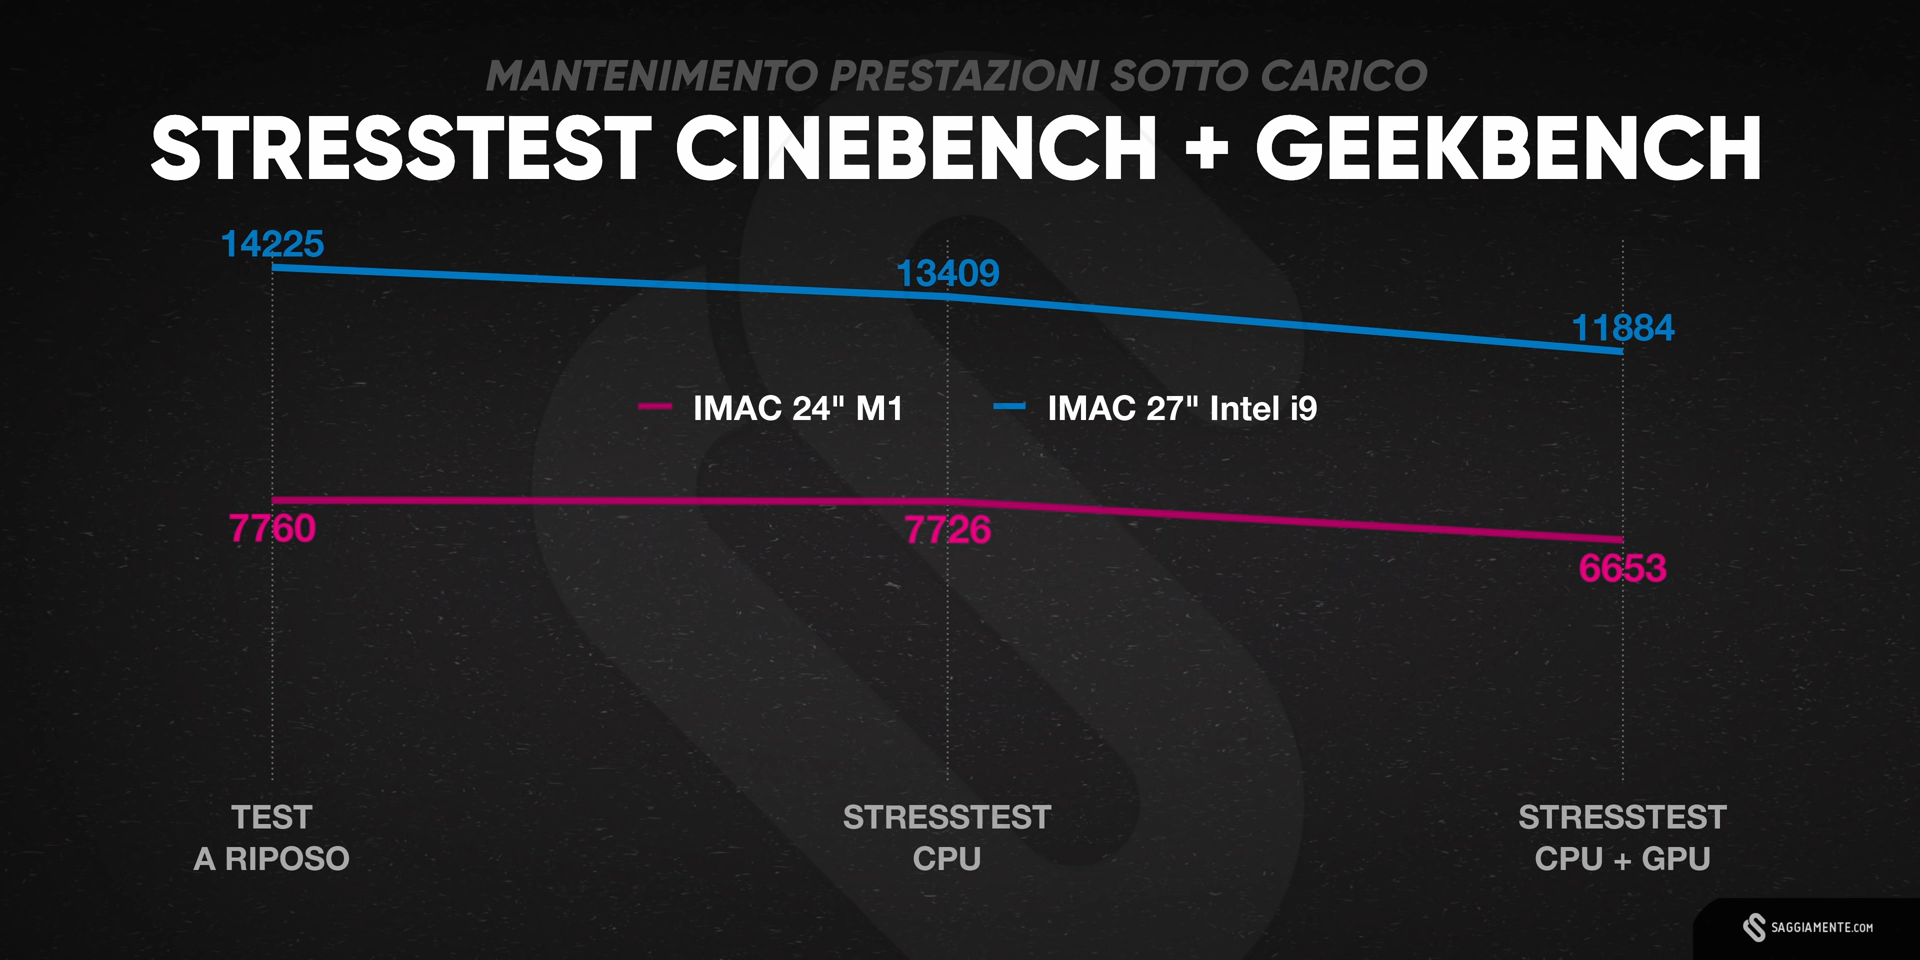 MANTENIMENTO PRESTAZIONI SOTTO CARICO
STRESSTEST CINEBENCH + GEEKBENCH
14225
13409
11884
IMAC 24" M1
IMAC 27" Intel i9
7760
7726
6653
TEST
A RIPOSO
STRESSTEST
CPU
STRESSTEST
CPU + GPU
SAGGIAMENTE.COM